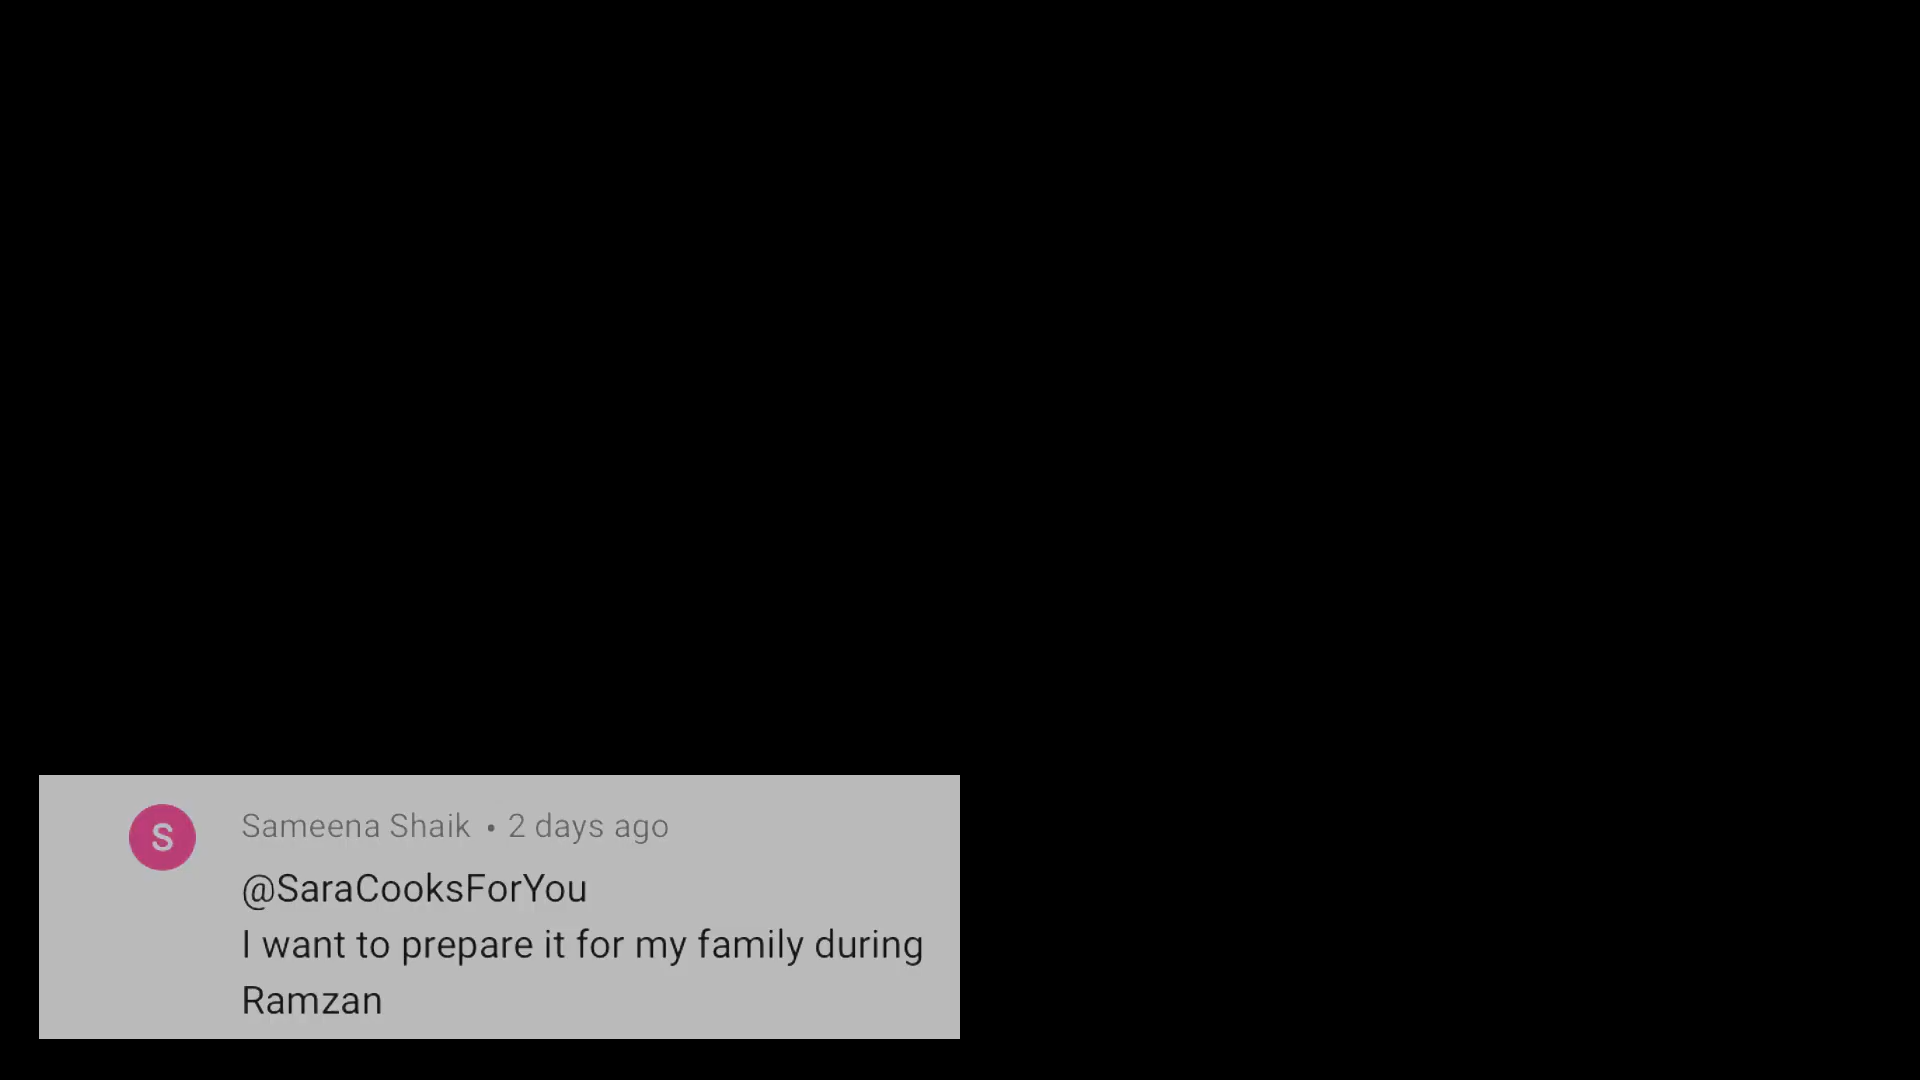 S
Sameena Shaik • 2 days ago
@SaraCooksForYou
I want to prepare it for my family during
Ramzan